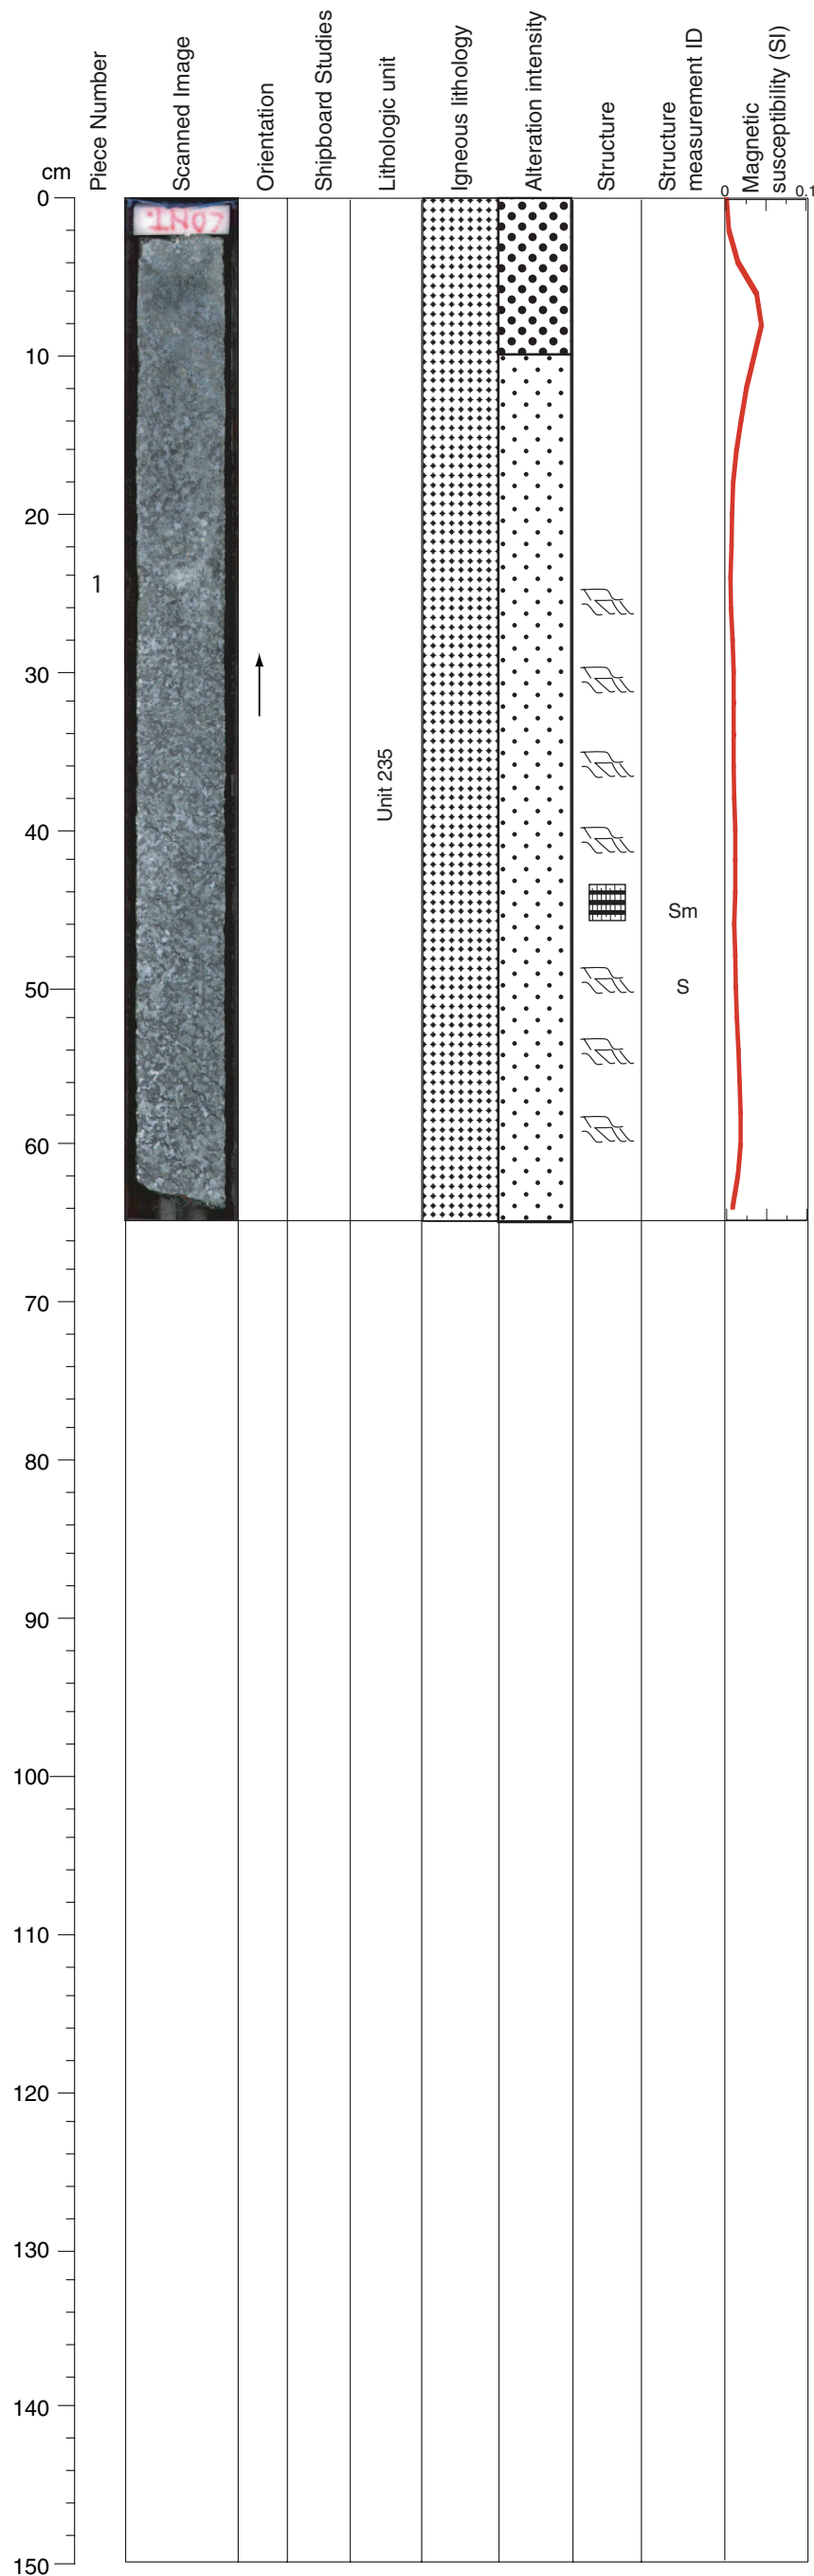 cm
Piece Number
Scanned Image
Orientation
Shipboard Studies
Lithologic unit
Igneous lithology
Alteration intensity
Structure
Structure
measurement ID
Magnetic
susceptibility (SI)
0 0.1
0
CONT.
10
20
1
30
Unit 235
40
Sm
50
S
60
70
80
90
100
110
120
130
140
150